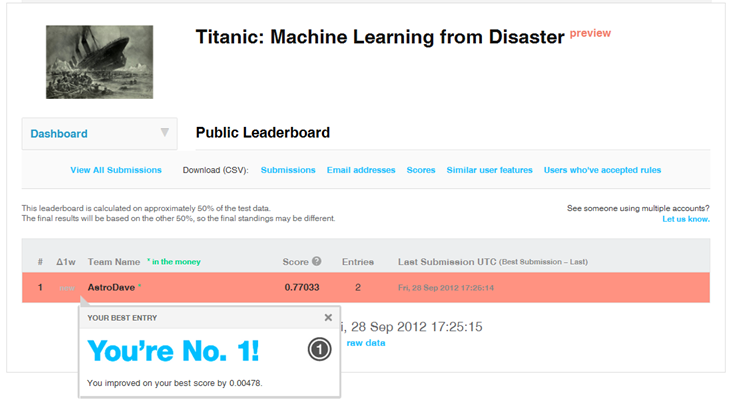 Titanic: Machine Learning from Disaster preview
Dashboard
Public Leaderboard
View All Submissions Download (CSV): Submissions Email addresses Scores Similar user features Users who've accepted rules
This leaderboard is calculated on approximately 50% of the test data.
The final results will be based on the other 50%, so the final standings may be different.
See someone using multiple accounts?
Let us know.
# Δ1w Team Name * in the money Score Entries Last Submission UTC (Best Submission – Last)
1 AstroDave * 0.77033 2 Fri, 28 Sep 2012 17:25:14
YOUR BEST ENTRY
You're No. 1!
1
You improved on your best score by 0.00478.
i, 28 Sep 2012 17:25:15
raw data